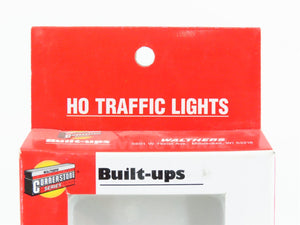 HO TRAFFIC LIGHTS
Built-ups
WALTHERS
CORNERSTONE
SERIES
Built-ups